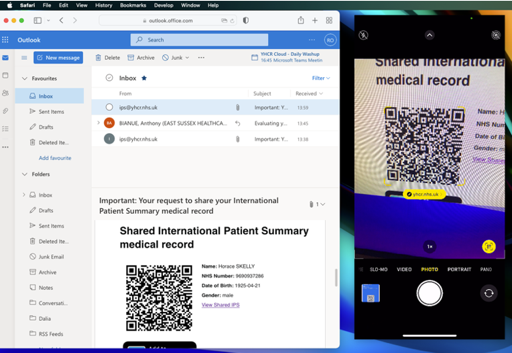 Safari File Edit View History Bookmarks Develop Window Help
outlook.office.com
Outlook
Search
RO
New message
Delete
Archive
Junk
YHCR Cloud - Daily Washup
16:45 Microsoft Teams Meetin
Favourites
Inbox
Sent Items
Drafts
Deleted Ite...
Add favourite
Folders
Inbox
Drafts
Sent Items
Deleted Ite...
Junk Email
Archive
Notes
Conversati...
Dalia
RSS Feeds
Inbox
Filter
From
Subject
Received
ips@yhcr.nhs.uk
Important: Y...
13:59
BA
BIANUE, Anthony (EAST SUSSEX HEALTHCA...
Evaluating y...
13:45
ips@yhcr.nhs.uk
Important: Y...
13:38
Important: Your request to share your International
Patient Summary medical record
1
Shared International Patient Summary
medical record
Name: Horace SKELLY
NHS Number: 9690937286
Date of Birth: 1925-04-21
Gender: male
View Shared IPS
Shared International
medical record
Name: H
NHS Num
Date of Bi
Gender: m
View Share
yhcr.nhs.uk
1×
SLO-MO VIDEO PHOTO PORTRAIT PANO